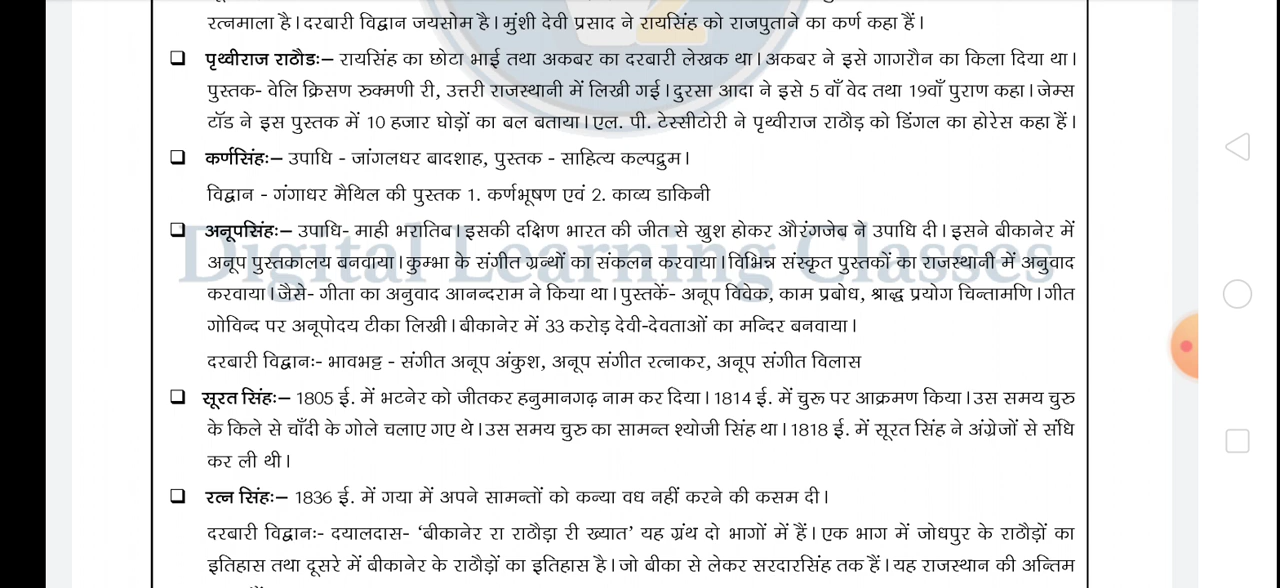 रत्नमाला है। दरबारी विद्वान जयसोम है। मुंशी देवी प्रसाद ने रायसिंह को राजपुताने का कर्ण कहा हैं।
❑ पृथ्वीराज राठौडः– रायसिंह का छोटा भाई तथा अकबर का दरबारी लेखक था। अकबर ने इसे गागरौन का किला दिया था।
पुस्तक- वेलि क्रिसण रुक्मणी री, उत्तरी राजस्थानी में लिखी गई। दुरसा आदा ने इसे 5 वाँ वेद तथा 19वाँ पुराण कहा। जेम्स
टॉड ने इस पुस्तक में 10 हजार घोड़ों का बल बताया। एल. पी. टेस्सीटोरी ने पृथ्वीराज राठौड़ को डिंगल का होरेस कहा हैं।
❑ कर्णसिंहः– उपाधि - जांगलधर बादशाह, पुस्तक - साहित्य कल्पद्रुम।
विद्वान - गंगाधर मैथिल की पुस्तक 1. कर्णभूषण एवं 2. काव्य डाकिनी
❑ अनूपसिंहः– उपाधि- माही भरातिब। इसकी दक्षिण भारत की जीत से खुश होकर औरंगजेब ने उपाधि दी। इसने बीकानेर में
अनूप पुस्तकालय बनवाया। कुम्भा के संगीत ग्रन्थों का संकलन करवाया। विभिन्न संस्कृत पुस्तकों का राजस्थानी में अनुवाद
Digital Learning Classes
करवाया। जैसे- गीता का अनुवाद आनन्दराम ने किया था। पुस्तकें- अनूप विवेक, काम प्रबोध, श्राद्ध प्रयोग चिन्तामणि। गीत
गोविन्द पर अनूपोदय टीका लिखी। बीकानेर में 33 करोड़ देवी-देवताओं का मन्दिर बनवाया।
दरबारी विद्वानः- भावभट्ट - संगीत अनूप अंकुश, अनूप संगीत रत्नाकर, अनूप संगीत विलास
❑ सूरत सिंहः– 1805 ई. में भटनेर को जीतकर हनुमानगढ़ नाम कर दिया। 1814 ई. में चुरू पर आक्रमण किया। उस समय चुरु
के किले से चाँदी के गोले चलाए गए थे। उस समय चुरु का सामन्त श्योजी सिंह था। 1818 ई. में सूरत सिंह ने अंग्रेजों से संधि
कर ली थी।
❑ रत्न सिंहः– 1836 ई. में गया में अपने सामन्तों को कन्या वध नहीं करने की कसम दी।
दरबारी विद्वानः- दयालदास- ‘बीकानेर रा राठौड़ा री ख्यात’ यह ग्रंथ दो भागों में हैं। एक भाग में जोधपुर के राठौड़ों का
इतिहास तथा दूसरे में बीकानेर के राठौड़ों का इतिहास है। जो बीका से लेकर सरदारसिंह तक हैं। यह राजस्थान की अन्तिम